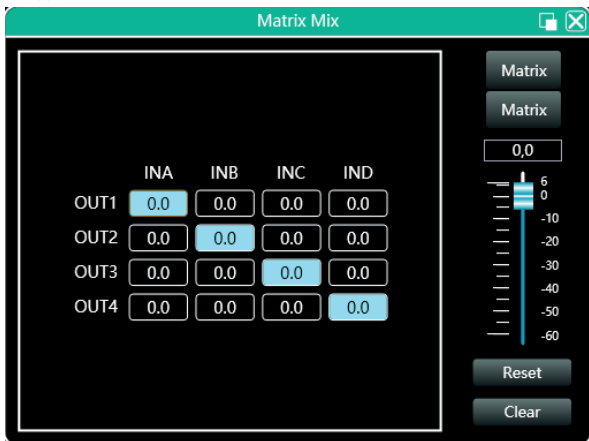 Matrix Mix
Matrix
Matrix
0,0
INA INB INC IND
OUT1 0.0 0.0 0.0 0.0
OUT2 0.0 0.0 0.0 0.0
OUT3 0.0 0.0 0.0 0.0
OUT4 0.0 0.0 0.0 0.0
6
0
-10
-20
-30
-40
-50
-60
Reset
Clear